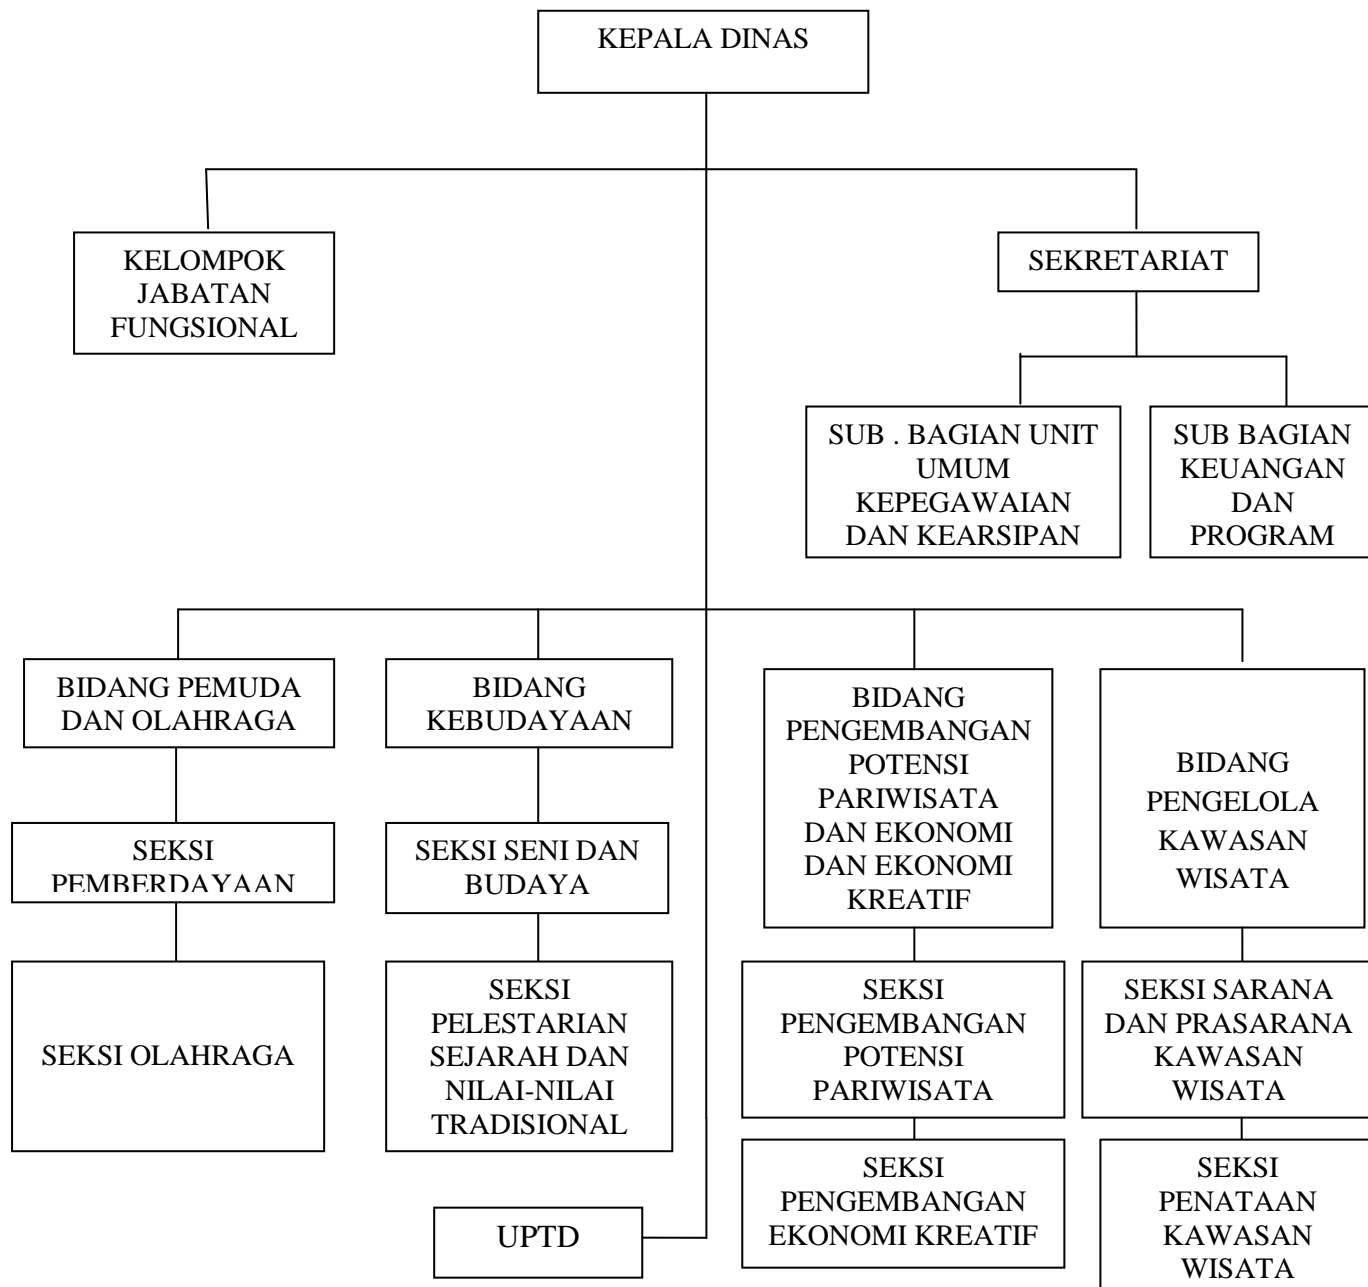 KEPALA DINAS
KELOMPOK
JABATAN
FUNGSIONAL
SEKRETARIAT
SUB . BAGIAN UNIT
UMUM
KEPEGAWAIAN
DAN KEARSIPAN
SUB BAGIAN
KEUANGAN
DAN
PROGRAM
BIDANG PEMUDA
DAN OLAHRAGA
BIDANG
KEBUDAYAAN
BIDANG
PENGEMBANGAN
POTENSI
PARIWISATA
DAN EKONOMI
DAN EKONOMI
KREATIF
BIDANG
PENGELOLA
KAWASAN
WISATA
SEKSI
PEMBERDAYAAN
SEKSI SENI DAN
BUDAYA
SEKSI OLAHRAGA
SEKSI
PELESTARIAN
SEJARAH DAN
NILAI-NILAI
TRADISIONAL
SEKSI
PENGEMBANGAN
POTENSI
PARIWISATA
SEKSI SARANA
DAN PRASARANA
KAWASAN
WISATA
UPTD
SEKSI
PENGEMBANGAN
EKONOMI KREATIF
SEKSI
PENATAAN
KAWASAN
WISATA